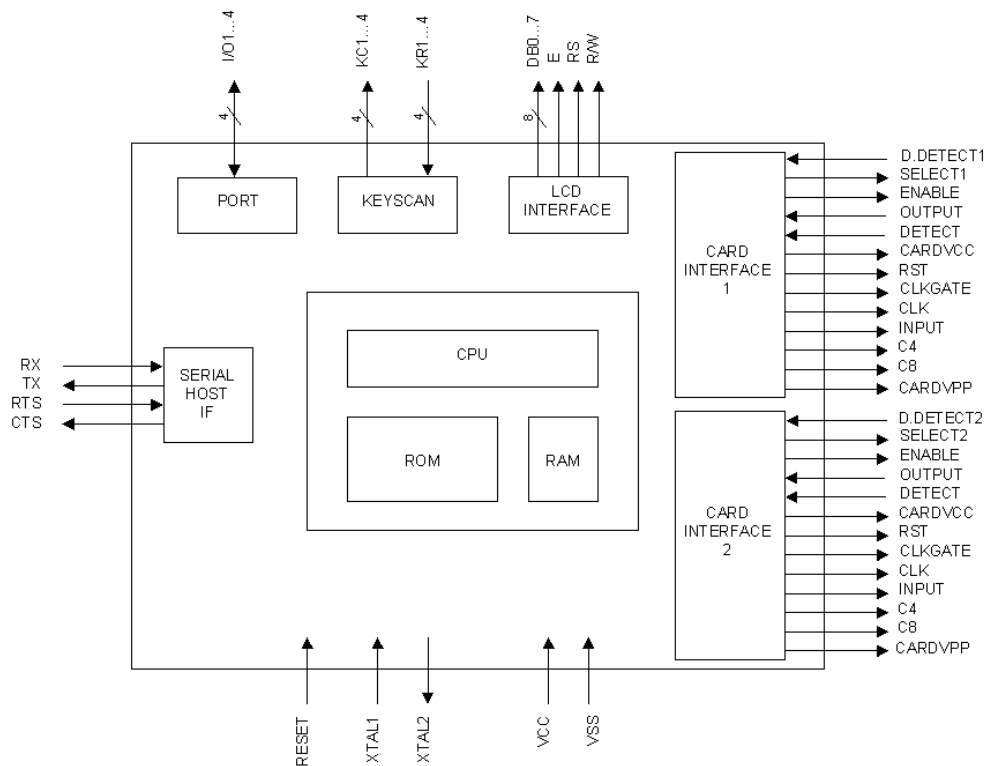 I/O1...4
KC1...4
KR1...4
DB0...7
E
RS
R/W
4
4
4
8
PORT
KEYSCAN
LCD
INTERFACE
CARD
INTERFACE
1
D.DETECT1
SELECT1
ENABLE
OUTPUT
DETECT
CARDVCC
RST
CLKGATE
CLK
INPUT
C4
C8
CARDVPP
RX
TX
RTS
CTS
SERIAL
HOST
IF
CPU
ROM
RAM
CARD
INTERFACE
2
D.DETECT2
SELECT2
ENABLE
OUTPUT
DETECT
CARDVCC
RST
CLKGATE
CLK
INPUT
C4
C8
CARDVPP
RESET
XTAL1
XTAL2
VCC
VSS